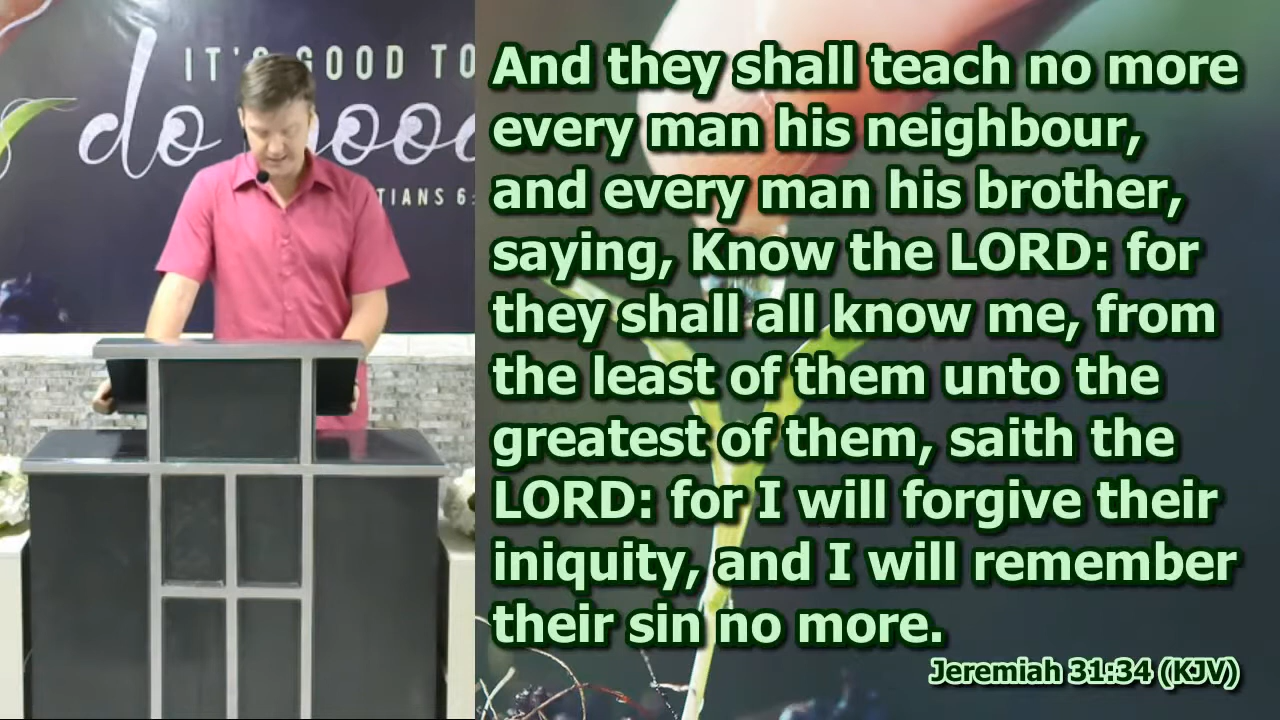 IT'S GOOD TO
do good
TIANS 6:
And they shall teach no more
every man his neighbour,
and every man his brother,
saying, Know the LORD: for
they shall all know me, from
the least of them unto the
greatest of them, saith the
LORD: for I will forgive their
iniquity, and I will remember
their sin no more.
Jeremiah 31:34 (KJV)